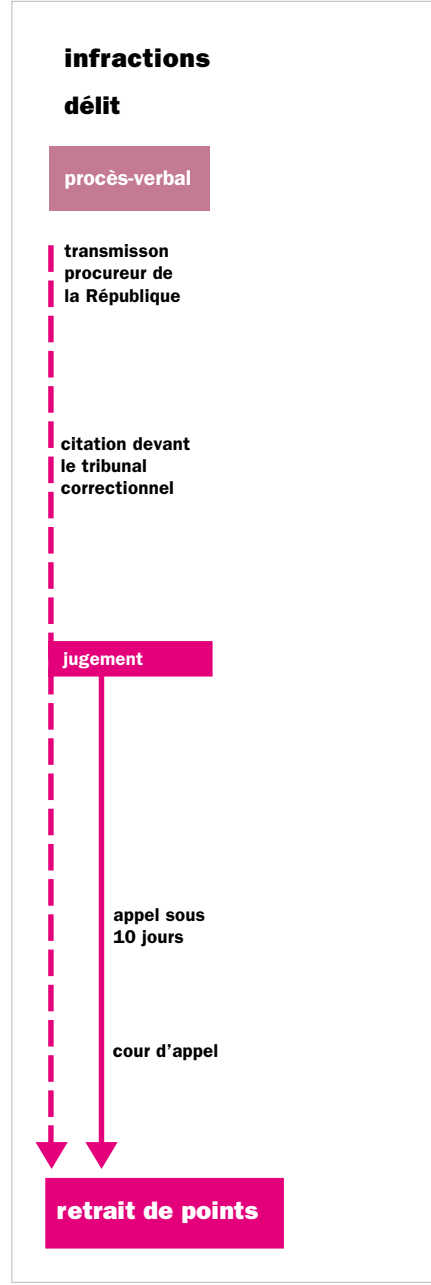 infractions
délit
procès-verbal
transmisson
procureur de
la République
citation devant
le tribunal
correctionnel
jugement
appel sous
10 jours
cour d’appel
retrait de points